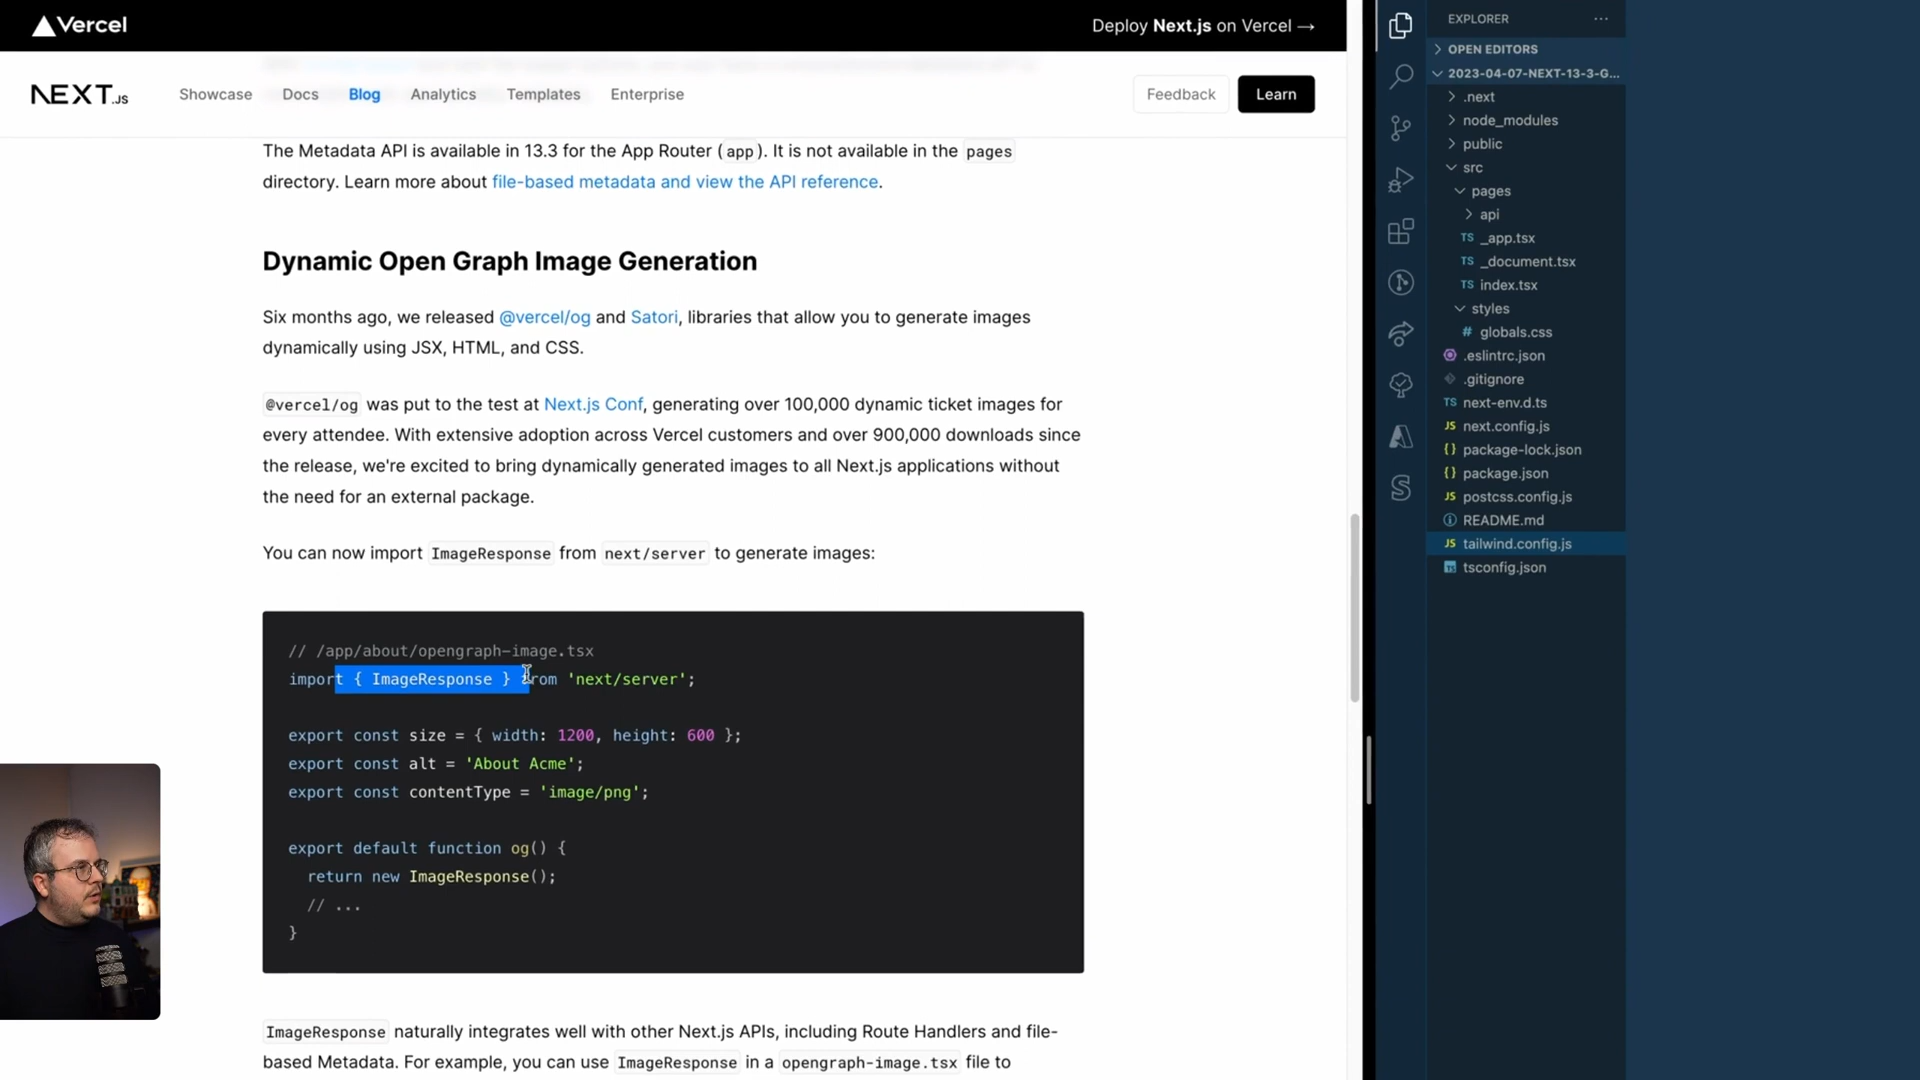 Vercel
Deploy Next.js on Vercel →
NEXT.JS
Showcase
Docs
Blog
Analytics
Templates
Enterprise
Feedback
Learn
The Metadata API is available in 13.3 for the App Router (app). It is not available in the pages
directory. Learn more about file-based metadata and view the API reference.
Dynamic Open Graph Image Generation
Six months ago, we released @vercel/og and Satori, libraries that allow you to generate images
dynamically using JSX, HTML, and CSS.
@vercel/og was put to the test at Next.js Conf, generating over 100,000 dynamic ticket images for
every attendee. With extensive adoption across Vercel customers and over 900,000 downloads since
the release, we're excited to bring dynamically generated images to all Next.js applications without
the need for an external package.
You can now import ImageResponse from next/server to generate images:
// /app/about/opengraph-image.tsx
import { ImageResponse } from 'next/server';
export const size = { width: 1200, height: 600 };
export const alt = 'About Acme';
export const contentType = 'image/png';
export default function og() {
return new ImageResponse();
// ...
}
ImageResponse naturally integrates well with other Next.js APIs, including Route Handlers and file-
based Metadata. For example, you can use ImageResponse in a opengraph-image.tsx file to
EXPLORER
OPEN EDITORS
2023-04-07-NEXT-13-3-G...
.next
node_modules
public
src
pages
api
TS _app.tsx
TS _document.tsx
TS index.tsx
styles
# globals.css
.eslintrc.json
.gitignore
TS next-env.d.ts
JS next.config.js
{} package-lock.json
{} package.json
JS postcss.config.js
README.md
JS tailwind.config.js
TS tsconfig.json